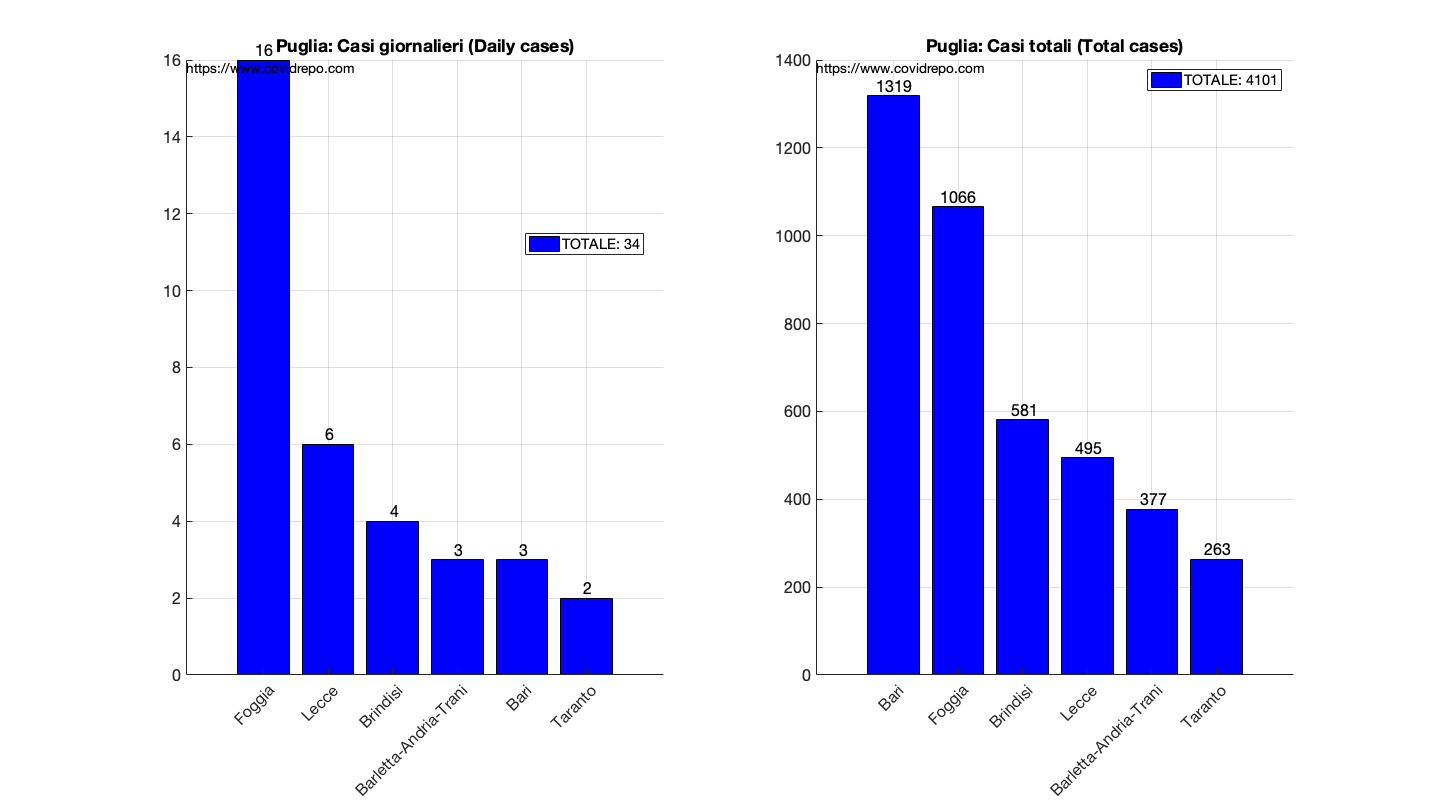 Puglia: Casi giornalieri (Daily cases)
https://www.covidrepo.com
TOTALE: 34
16
14
12
10
8
6
4
2
0
16
6
4
3
3
2
Foggia
Lecce
Brindisi
Barletta-Andria-Trani
Bari
Taranto
Puglia: Casi totali (Total cases)
https://www.covidrepo.com
TOTALE: 4101
1400
1200
1000
800
600
400
200
0
1319
1066
581
495
377
263
Bari
Foggia
Brindisi
Lecce
Barletta-Andria-Trani
Taranto